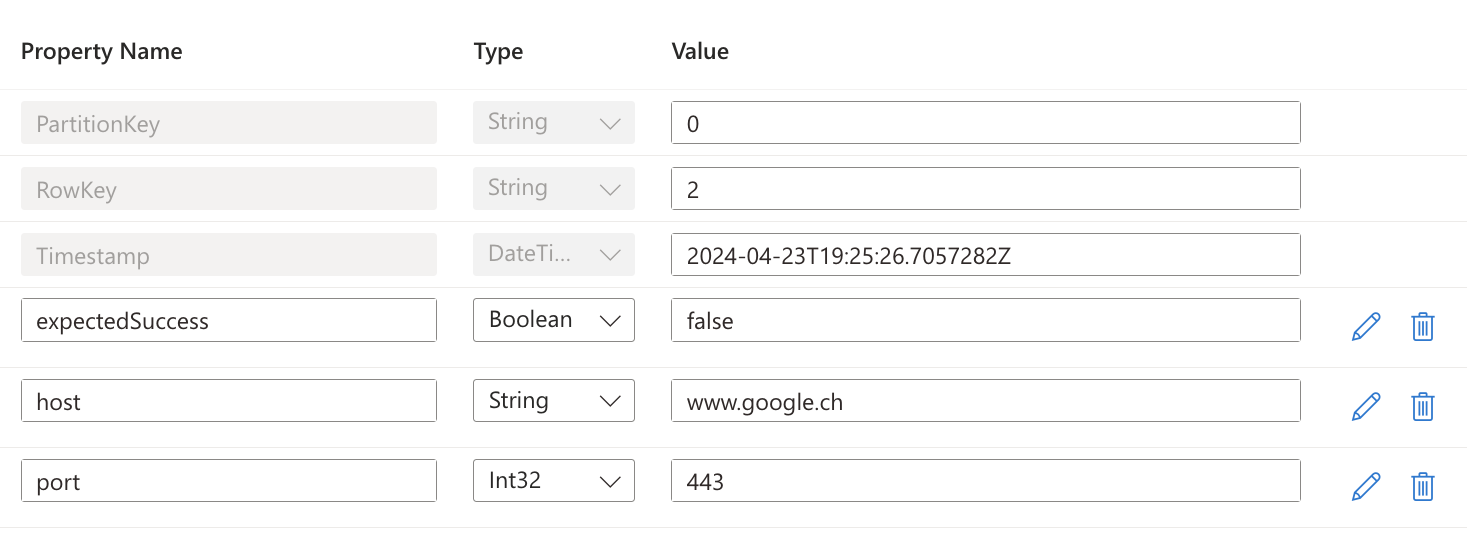 Property Name Type Value
PartitionKey String 0
RowKey String 2
Timestamp DateTi... 2024-04-23T19:25:26.7057282Z
expectedSuccess Boolean false
host String www.google.ch
port Int32 443